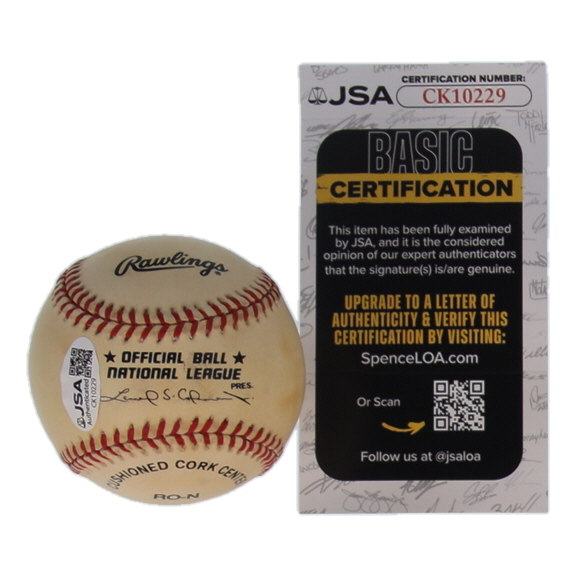 Rawlings
★ OFFICIAL BALL ★
NATIONAL LEAGUE
PRES.
CUSHIONED CORK CENTER
RO-N
JSA
Authenticated
CK10229
JSA
CERTIFICATION NUMBER:
CK10229
BASIC
CERTIFICATION
This item has been fully examined
by JSA, and it is the considered
opinion of our expert authenticators
that the signature(s) is/are genuine.
UPGRADE TO A LETTER OF
AUTHENTICITY & VERIFY THIS
CERTIFICATION BY VISITING:
SpenceLOA.com
Or Scan
Follow us at @jsaloa